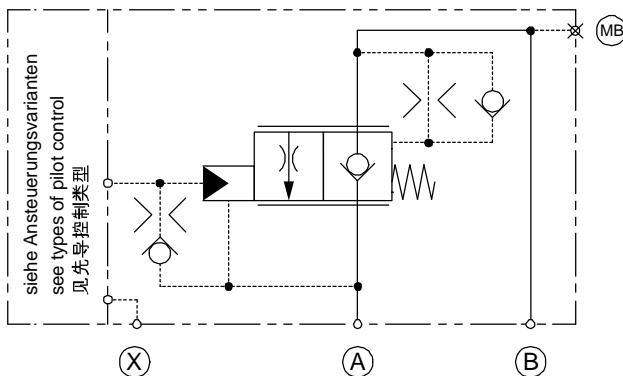 siehe Ansteuerungsvarianten
see types of pilot control
见先导控制类型
MB
X
A
B